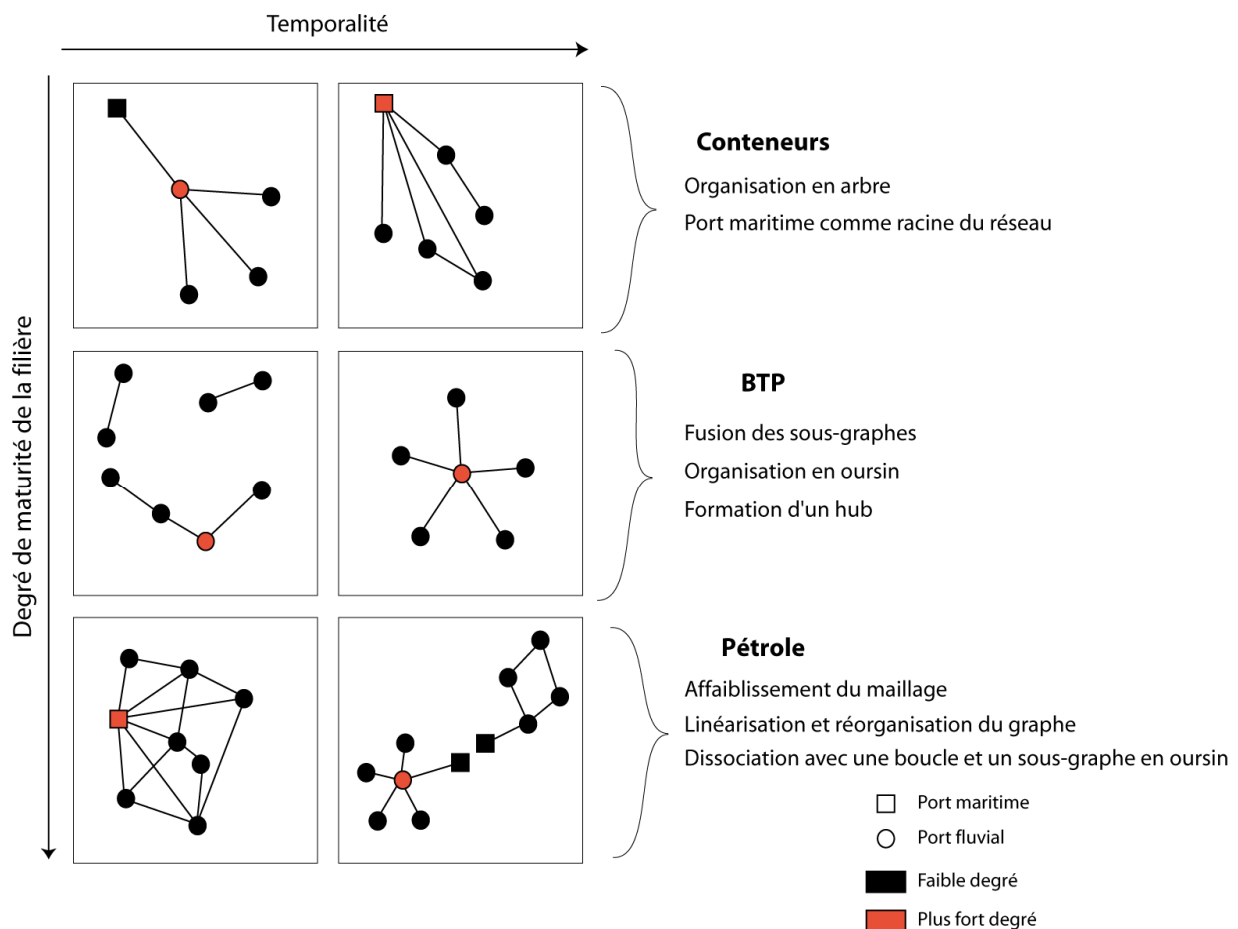 Temporalité
Degré de maturité de la filière
Conteneurs
Organisation en arbre
Port maritime comme racine du réseau
BTP
Fusion des sous-graphes
Organisation en oursin
Formation d'un hub
Pétrole
Affaiblissement du maillage
Linéarisation et réorganisation du graphe
Dissociation avec une boucle et un sous-graphe en oursin
Port maritime
Port fluvial
Faible degré
Plus fort degré